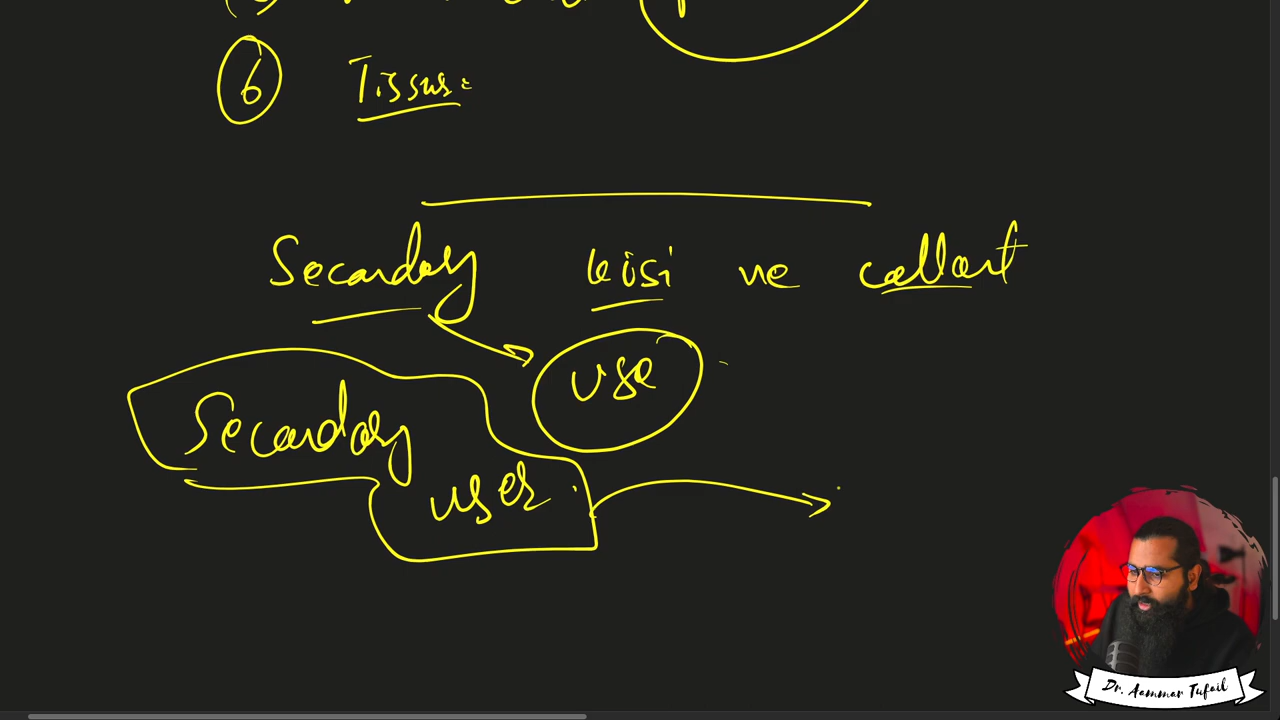 6 Tissue:
Secondary kisi ne collect
use
Secondary
user
Dr. Aammar Tufail